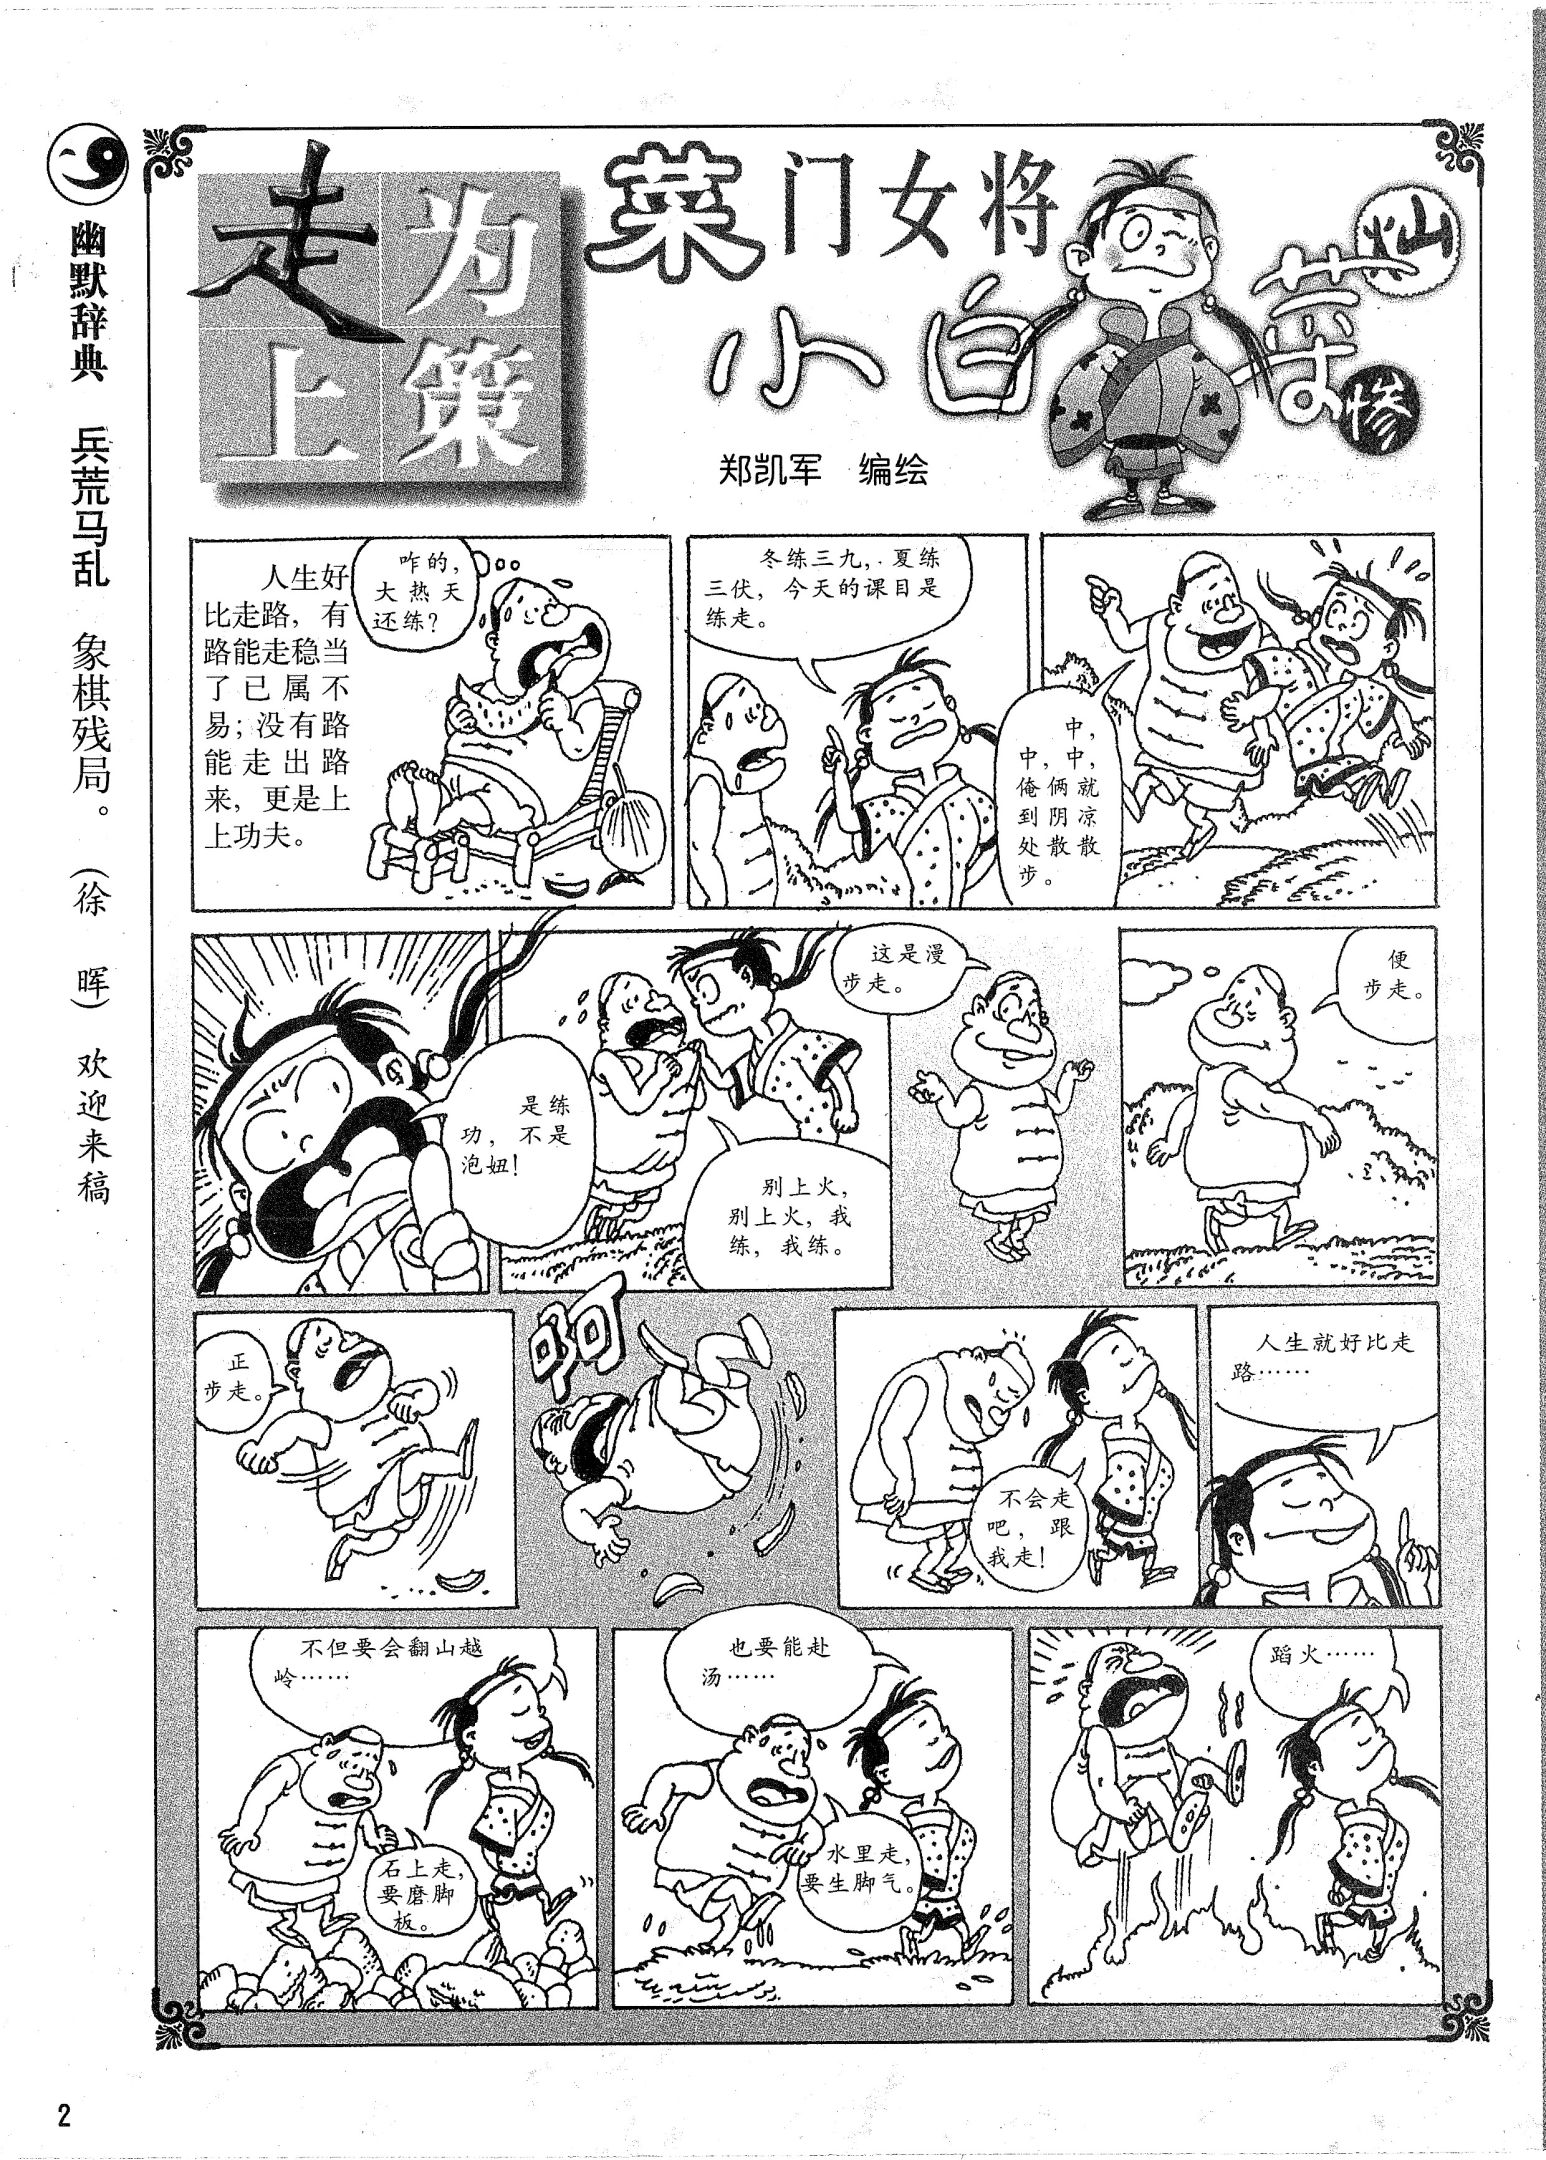 走为
上策
菜门女将
小白菜
灿
惨
郑凯军　编绘
幽默辞典　兵荒马乱　象棋残局。　(徐　晖)　欢迎来稿
人生好
比走路，有
路能走稳当
了已属不
易；没有路
能走出路
来，更是上
上功夫。
咋的，
大热天
还练？
冬练三九，夏练
三伏，今天的课目是
练走。
中，
中，中，
俺俩就
到阴凉
处散散
步。
是练
功，不是
泡妞！
别上火，
别上火，我
练，我练。
这是漫
步走。
便
步走。
正
步走。
啊
不会走
吧，跟
我走！
人生就好比走
路……
不但要会翻山越
岭……
石上走，
要磨脚
板。
也要能赴
汤……
水里走，
要生脚气。
蹈火……
2